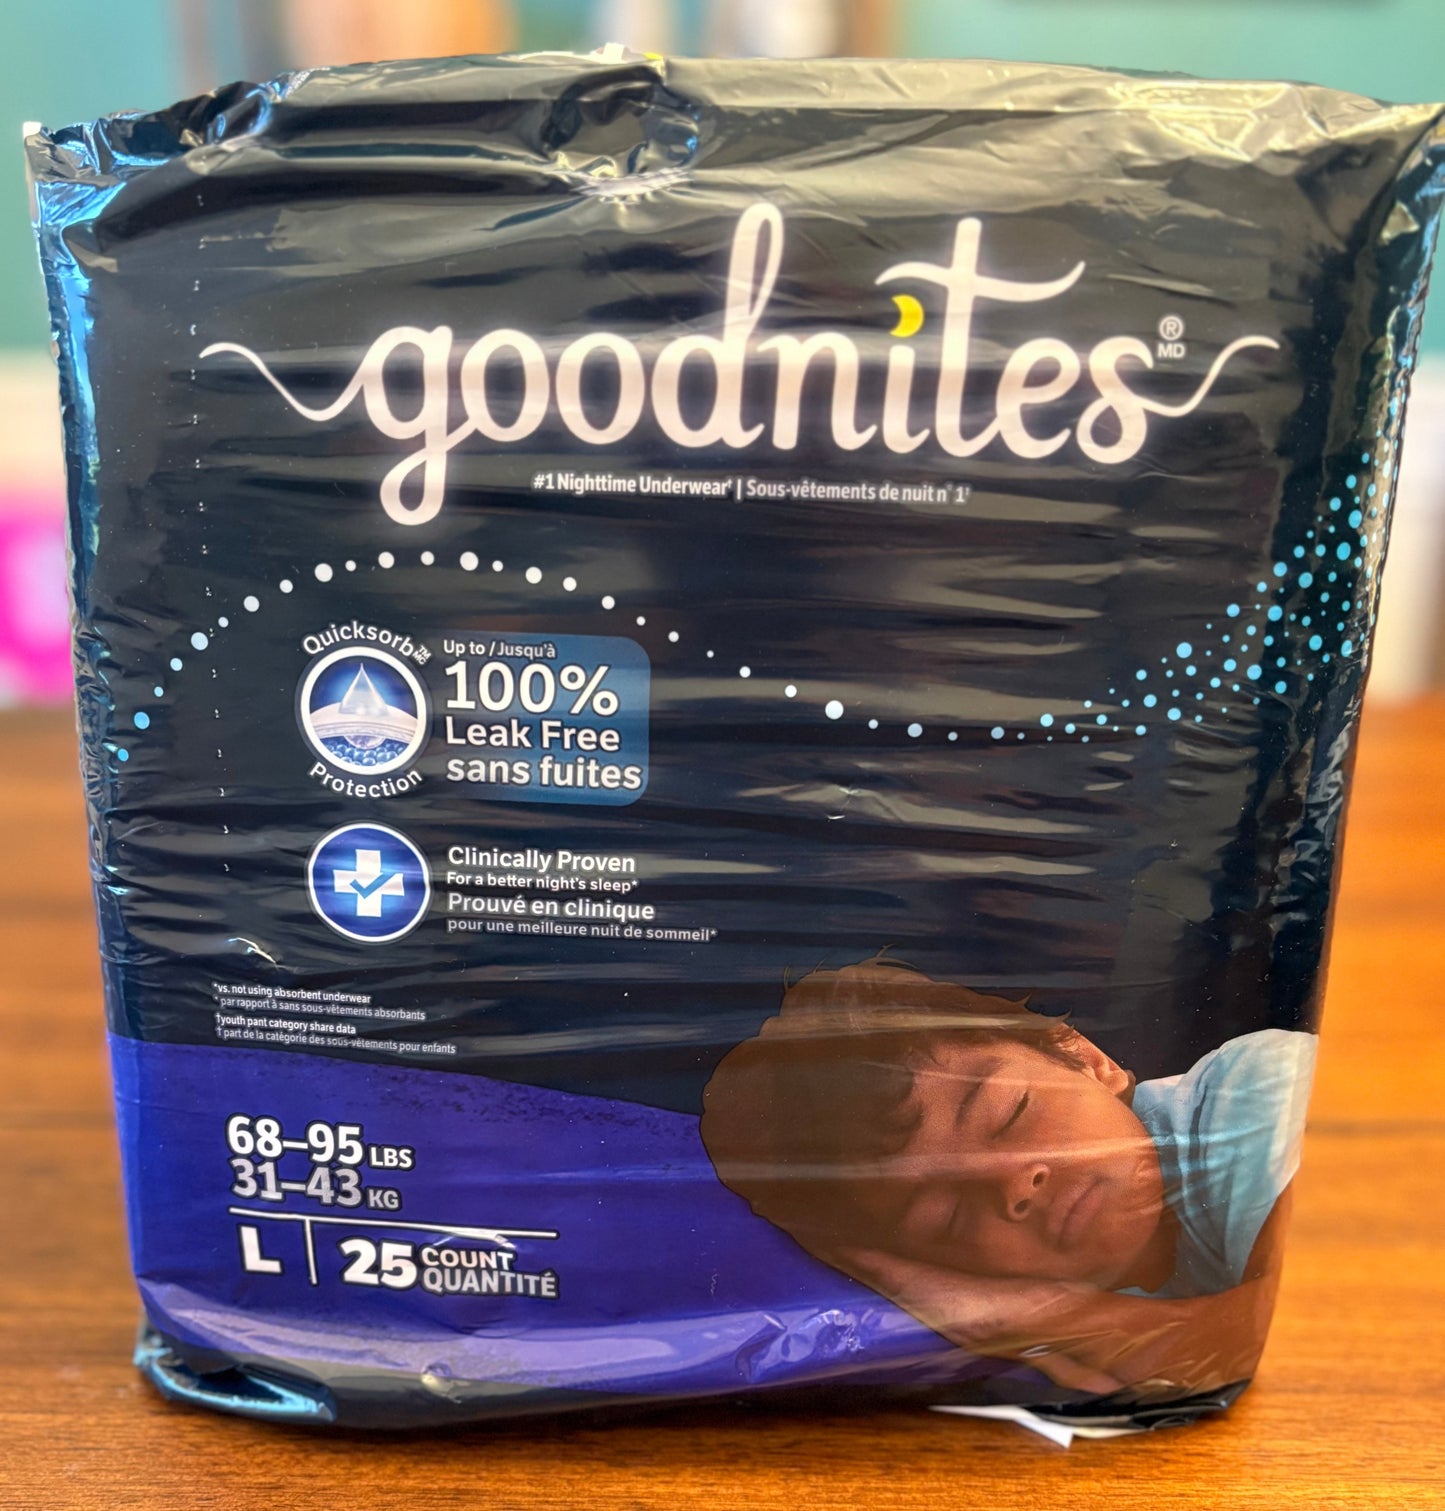 goodnites®
MD
#1 Nighttime Underwear† | Sous-vêtements de nuit n° 1†
Quicksorb™
MC
Protection
Up to / Jusqu'à
100%
Leak Free
sans fuites
Clinically Proven
For a better night's sleep*
Prouvé en clinique
pour une meilleure nuit de sommeil*
*vs. not using absorbent underwear
* par rapport à sans sous-vêtements absorbants
†youth pant category share data
† part de la catégorie des sous-vêtements pour enfants
68–95 LBS
31–43 KG
L | 25 COUNT
QUANTITÉ